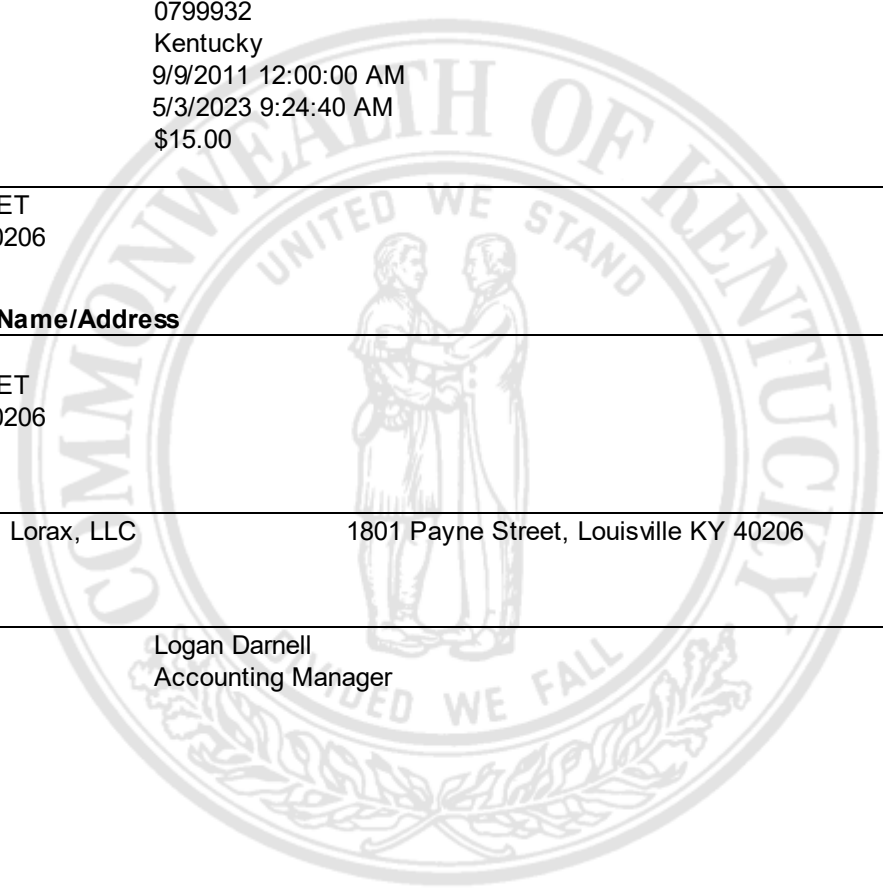 0799932
Kentucky
9/9/2011 12:00:00 AM
5/3/2023 9:24:40 AM
$15.00
ET
0206
Name/Address
ET
0206
Lorax, LLC 1801 Payne Street, Louisville KY 40206
Logan Darnell
Accounting Manager
COMMONWEALTH OF KENTUCKY
UNITED WE STAND
DIVIDED WE FALL